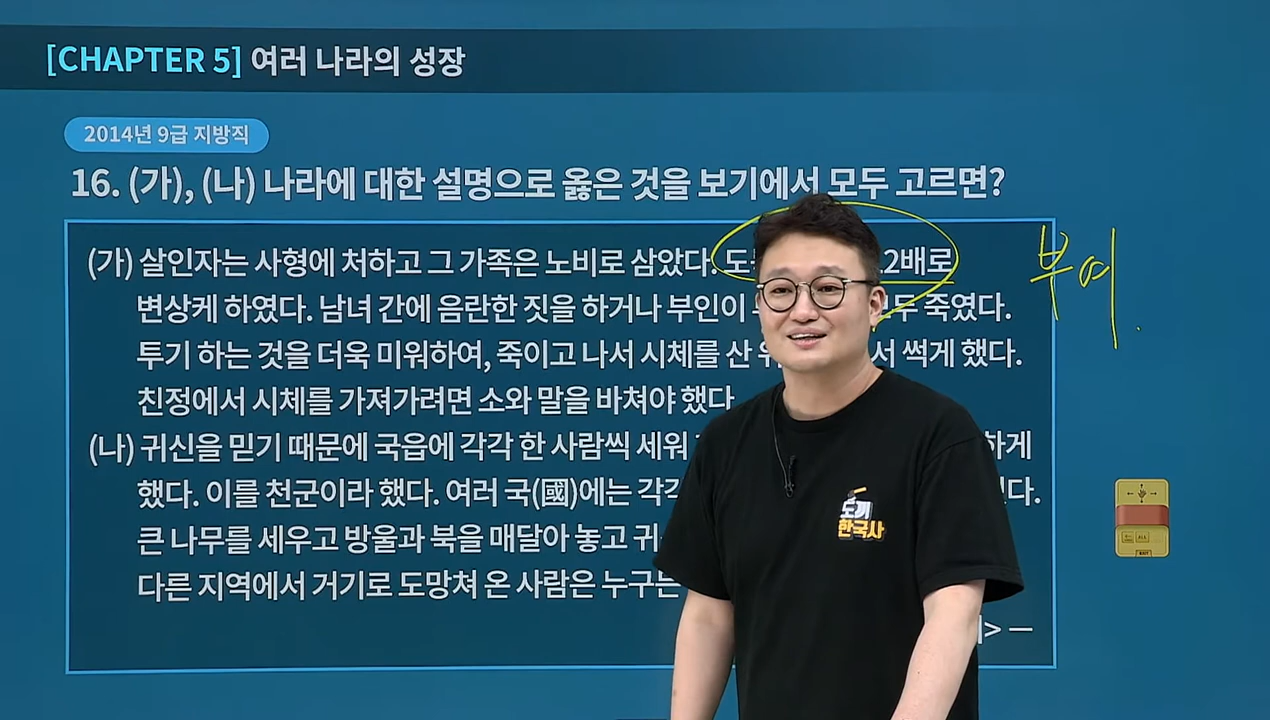 [CHAPTER 5] 여러 나라의 성장
2014년 9급 지방직
16. (가), (나) 나라에 대한 설명으로 옳은 것을 보기에서 모두 고르면?
(가) 살인자는 사형에 처하고 그 가족은 노비로 삼았다. 12배로
부여
변상케 하였다. 남녀 간에 음란한 짓을 하거나 부인이 모두 죽였다.
투기 하는 것을 더욱 미워하여, 죽이고 나서 시체를 산 서 썩게 했다.
친정에서 시체를 가져가려면 소와 말을 바쳐야 했다
(나) 귀신을 믿기 때문에 국읍에 각각 한 사람씩 세워 하게
했다. 이를 천군이라 했다. 여러 국(國)에는 각각
큰 나무를 세우고 방울과 북을 매달아 놓고
다른 지역에서 거기로 도망쳐 온 사람은 누구든
> ㅡ
도끼
한국사